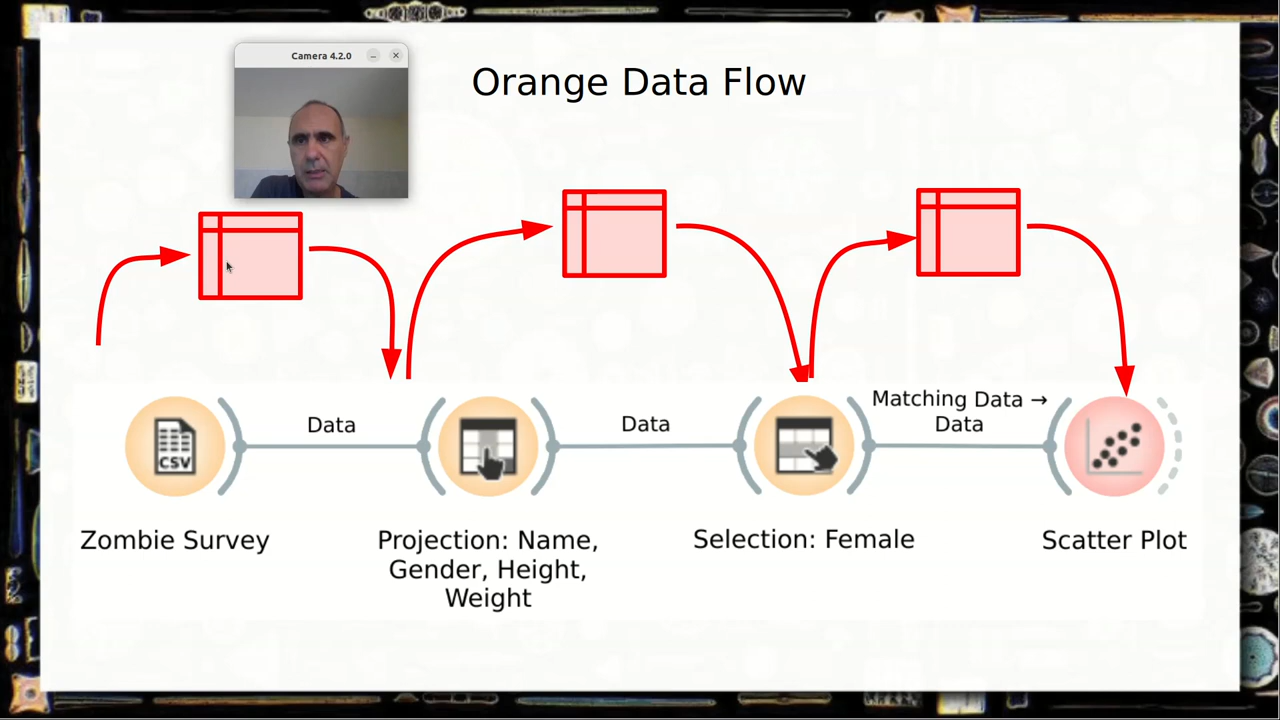 Camera 4.2.0
Orange Data Flow
Data
Data
Matching Data →
Data
CSV
Zombie Survey
Projection: Name,
Gender, Height,
Weight
Selection: Female
Scatter Plot